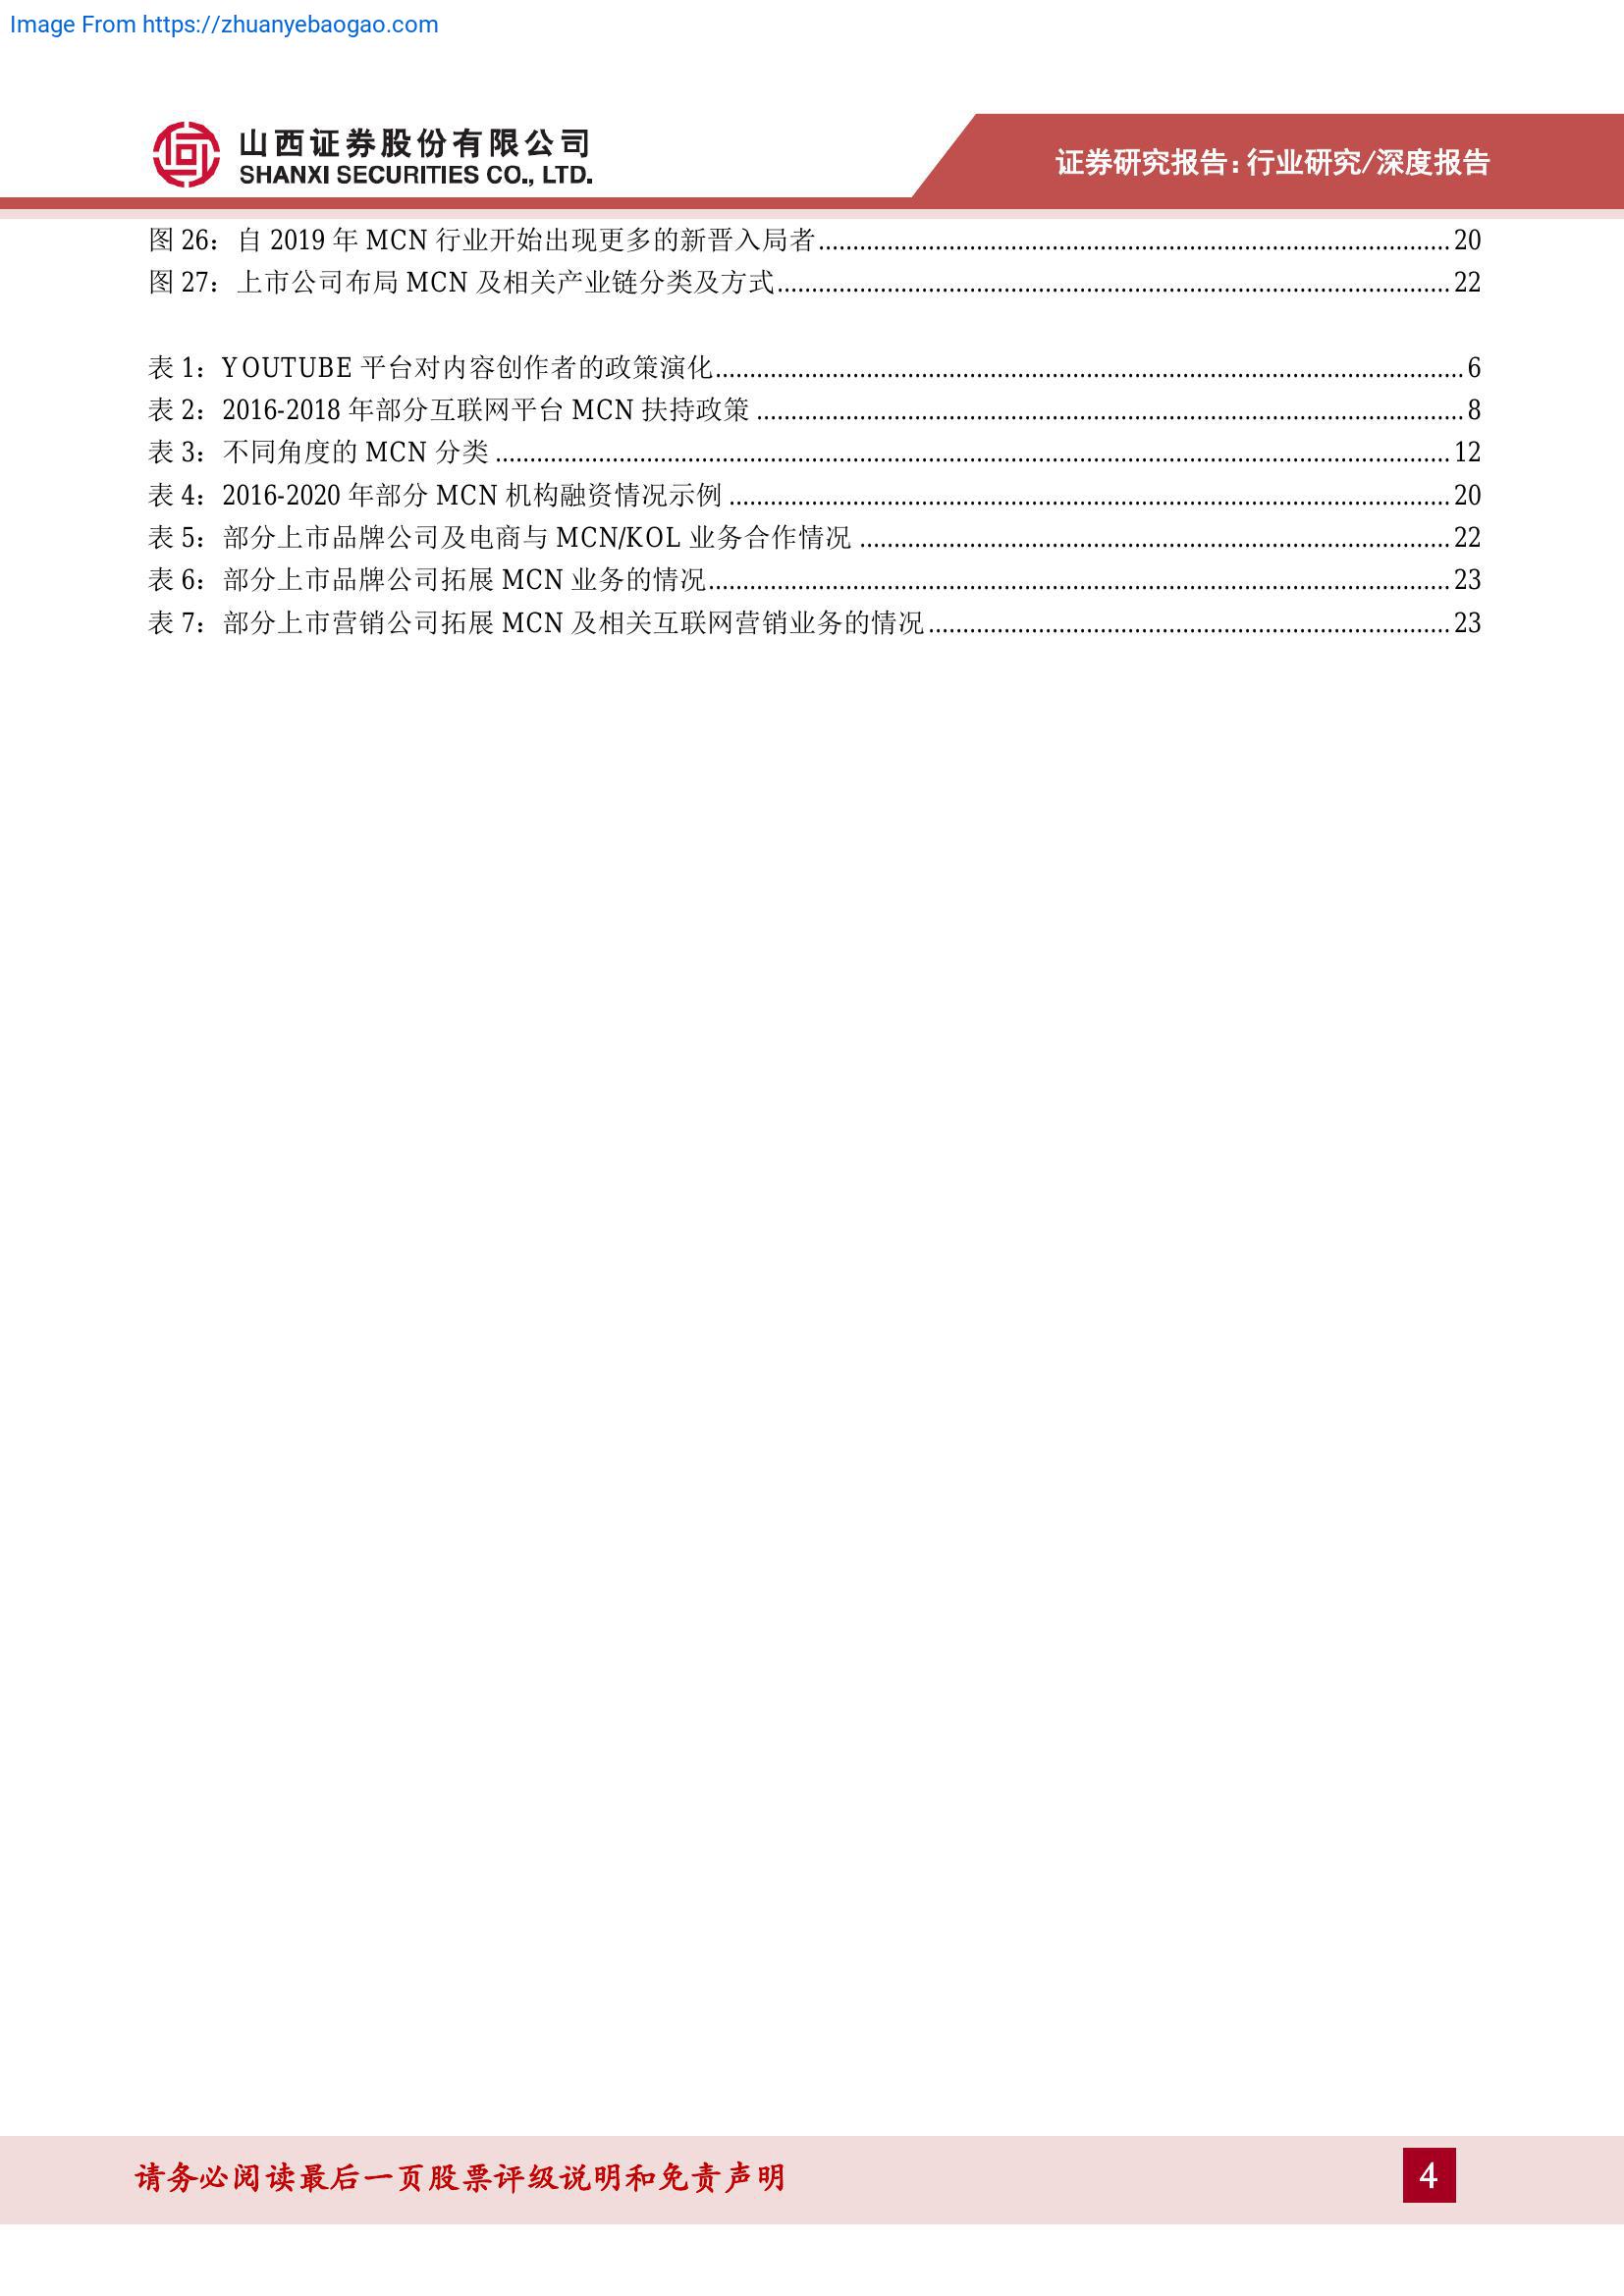 Image From https://zhuanyebaogao.com
山西证券股份有限公司
SHANXI SECURITIES CO., LTD.
证券研究报告:行业研究/深度报告
图 26：自 2019 年 MCN 行业开始出现更多的新晋入局者........................................20
图 27：上市公司布局 MCN 及相关产业链分类及方式........................................22
表 1：YOUTUBE 平台对内容创作者的政策演化........................................6
表 2：2016-2018 年部分互联网平台 MCN 扶持政策........................................8
表 3：不同角度的 MCN 分类........................................12
表 4：2016-2020 年部分 MCN 机构融资情况示例........................................20
表 5：部分上市品牌公司及电商与 MCN/KOL 业务合作情况........................................22
表 6：部分上市品牌公司拓展 MCN 业务的情况........................................23
表 7：部分上市营销公司拓展 MCN 及相关互联网营销业务的情况........................................23
请务必阅读最后一页股票评级说明和免责声明
4